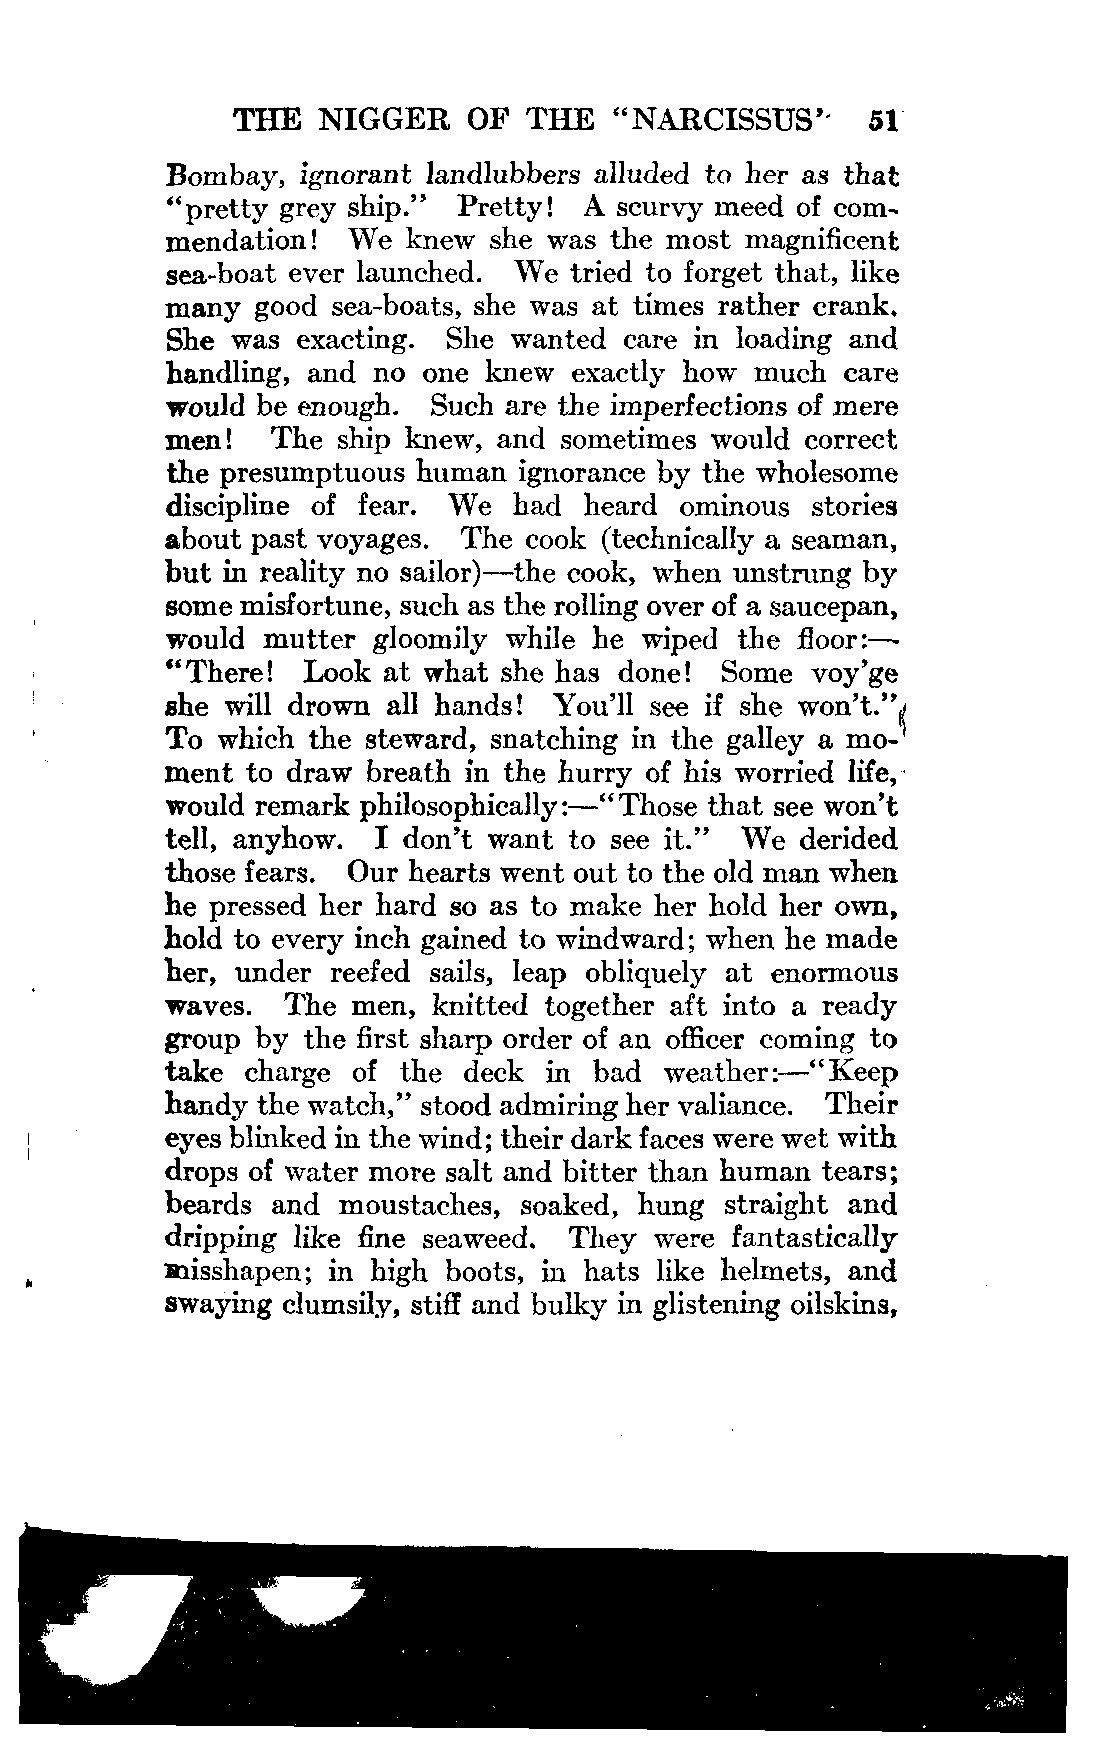 THE NIGGER OF THE "NARCISSUS" 51
Bombay, ignorant landlubbers alluded to her as that
"pretty grey ship." Pretty! A scurvy meed of com-
mendation! We knew she was the most magnificent
sea-boat ever launched. We tried to forget that, like
many good sea-boats, she was at times rather crank.
She was exacting. She wanted care in loading and
handling, and no one knew exactly how much care
would be enough. Such are the imperfections of mere
men! The ship knew, and sometimes would correct
the presumptuous human ignorance by the wholesome
discipline of fear. We had heard ominous stories
about past voyages. The cook (technically a seaman,
but in reality no sailor)—the cook, when unstrung by
some misfortune, such as the rolling over of a saucepan,
would mutter gloomily while he wiped the floor:—
"There! Look at what she has done! Some voy'ge
she will drown all hands! You'll see if she won't."
To which the steward, snatching in the galley a mo-
ment to draw breath in the hurry of his worried life,
would remark philosophically:—"Those that see won't
tell, anyhow. I don't want to see it." We derided
those fears. Our hearts went out to the old man when
he pressed her hard so as to make her hold her own,
hold to every inch gained to windward; when he made
her, under reefed sails, leap obliquely at enormous
waves. The men, knitted together aft into a ready
group by the first sharp order of an officer coming to
take charge of the deck in bad weather:—"Keep
handy the watch," stood admiring her valiance. Their
eyes blinked in the wind; their dark faces were wet with
drops of water more salt and bitter than human tears;
beards and moustaches, soaked, hung straight and
dripping like fine seaweed. They were fantastically
misshapen; in high boots, in hats like helmets, and
swaying clumsily, stiff and bulky in glistening oilskins,